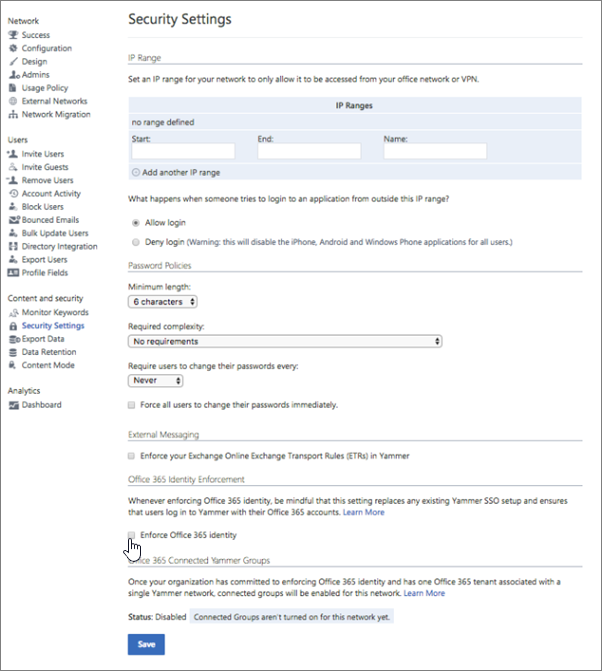 Network
Success
Configuration
Design
Admins
Usage Policy
External Networks
Network Migration
Users
Invite Users
Invite Guests
Remove Users
Account Activity
Block Users
Bounced Emails
Bulk Update Users
Directory Integration
Export Users
Profile Fields
Content and security
Monitor Keywords
Security Settings
Export Data
Data Retention
Content Mode
Analytics
Dashboard
Security Settings
IP Range
Set an IP range for your network to only allow it to be accessed from your office network or VPN.
IP Ranges
no range defined
Start: End: Name:
Add another IP range
What happens when someone tries to login to an application from outside this IP range?
Allow login
Deny login (Warning: this will disable the iPhone, Android and Windows Phone applications for all users.)
Password Policies
Minimum length:
6 characters
Required complexity:
No requirements
Require users to change their passwords every:
Never
Force all users to change their passwords immediately.
External Messaging
Enforce your Exchange Online Exchange Transport Rules (ETRs) in Yammer
Office 365 Identity Enforcement
Whenever enforcing Office 365 identity, be mindful that this setting replaces any existing Yammer SSO setup and ensures
that users log in to Yammer with their Office 365 accounts. Learn More
Enforce Office 365 identity
Office 365 Connected Yammer Groups
Once your organization has committed to enforcing Office 365 identity and has one Office 365 tenant associated with a
single Yammer network, connected groups will be enabled for this network. Learn More
Status: Disabled Connected Groups aren't turned on for this network yet.
Save